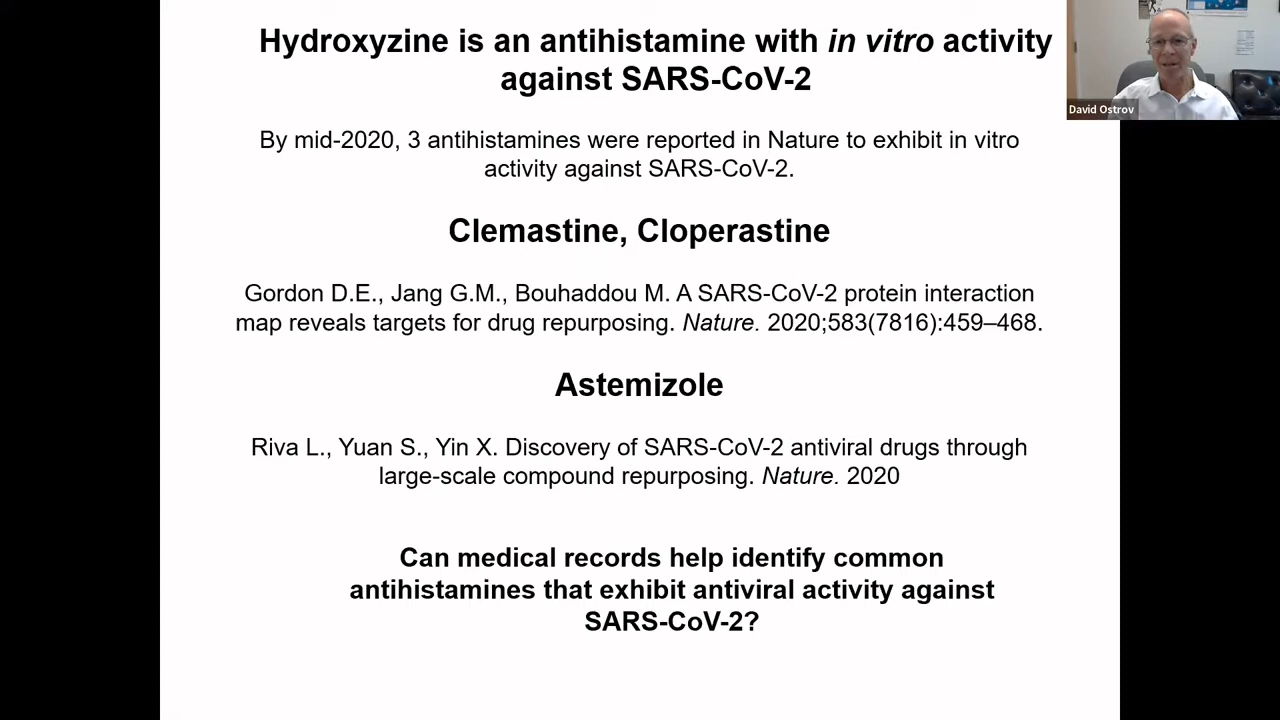 Hydroxyzine is an antihistamine with in vitro activity
against SARS-CoV-2
David Ostrov
By mid-2020, 3 antihistamines were reported in Nature to exhibit in vitro
activity against SARS-CoV-2.
Clemastine, Cloperastine
Gordon D.E., Jang G.M., Bouhaddou M. A SARS-CoV-2 protein interaction
map reveals targets for drug repurposing. Nature. 2020;583(7816):459–468.
Astemizole
Riva L., Yuan S., Yin X. Discovery of SARS-CoV-2 antiviral drugs through
large-scale compound repurposing. Nature. 2020
Can medical records help identify common
antihistamines that exhibit antiviral activity against
SARS-CoV-2?